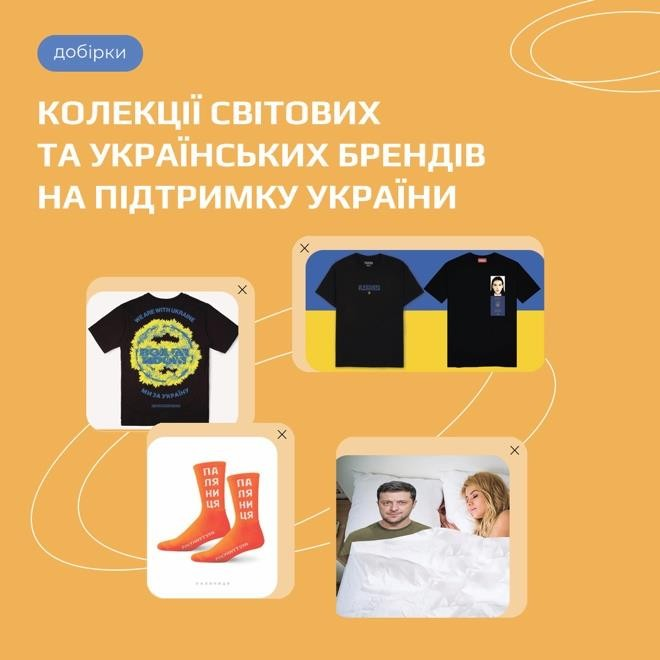 добірки
КОЛЕКЦІЇ СВІТОВИХ
ТА УКРАЇНСЬКИХ БРЕНДІВ
НА ПІДТРИМКУ УКРАЇНИ
WE ARE WITH UKRAINE
МИ ЗА УКРАЇНУ
ПА
ЛЯ
НИ
ЦЯ
ПА
ЛЯ
НИ
ЦЯ
ПАЛЯНИЦЯ